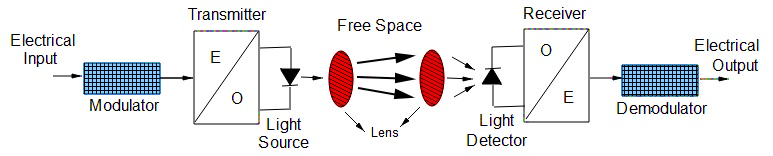 Electrical
Input
Modulator
Transmitter
E
O
Light
Source
Free Space
Lens
Receiver
O
E
Light
Detector
Demodulator
Electrical
Output